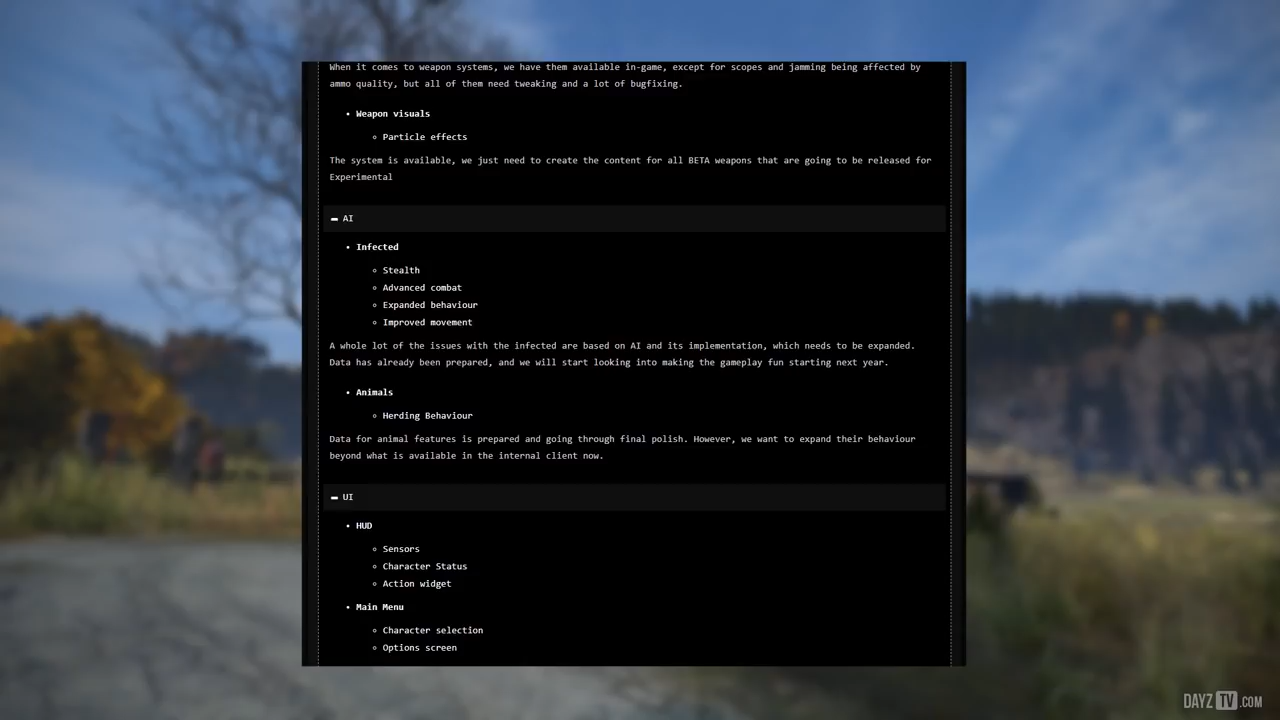 When it comes to weapon systems, we have them available in-game, except for scopes and jamming being affected by
ammo quality, but all of them need tweaking and a lot of bugfixing.
Weapon visuals
Particle effects
The system is available, we just need to create the content for all BETA weapons that are going to be released for
Experimental
AI
Infected
Stealth
Advanced combat
Expanded behaviour
Improved movement
A whole lot of the issues with the infected are based on AI and its implementation, which needs to be expanded.
Data has already been prepared, and we will start looking into making the gameplay fun starting next year.
Animals
Herding Behaviour
Data for animal features is prepared and going through final polish. However, we want to expand their behaviour
beyond what is available in the internal client now.
UI
HUD
Sensors
Character Status
Action widget
Main Menu
Character selection
Options screen
DAYZ TV.COM